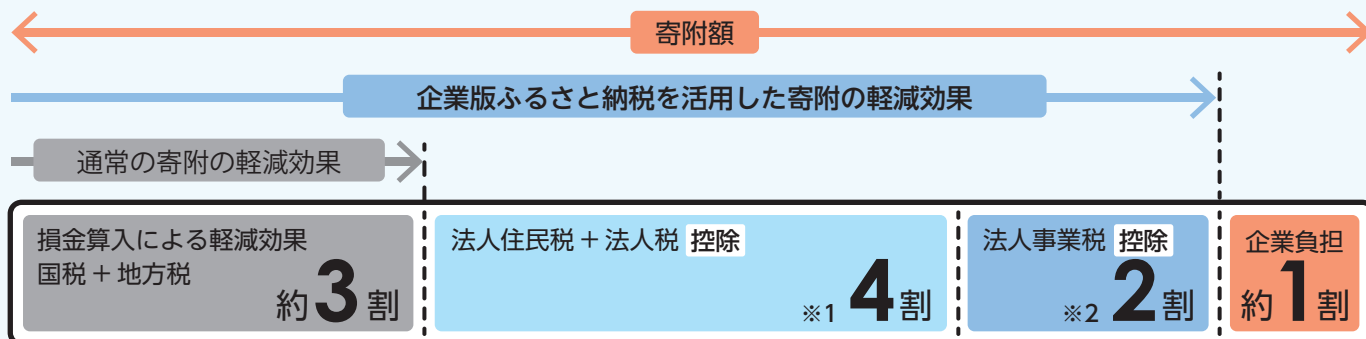 寄附額
企業版ふるさと納税を活用した寄附の軽減効果
通常の寄附の軽減効果
損金算入による軽減効果
国税 + 地方税
約3割
法人住民税 + 法人税 控除
※1 4割
法人事業税 控除
※2 2割
企業負担
約1割